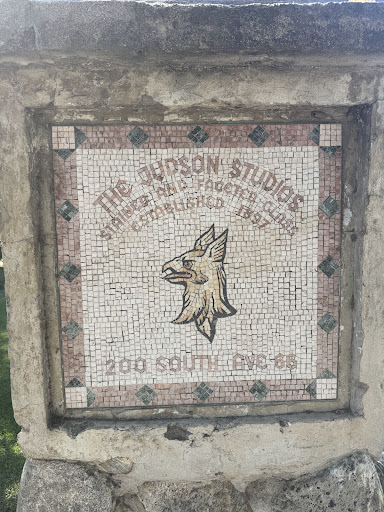 THE JUDSON STUDIOS
STAINED AND FACETED GLASS
ESTABLISHED 1897
200 SOUTH AVE 66